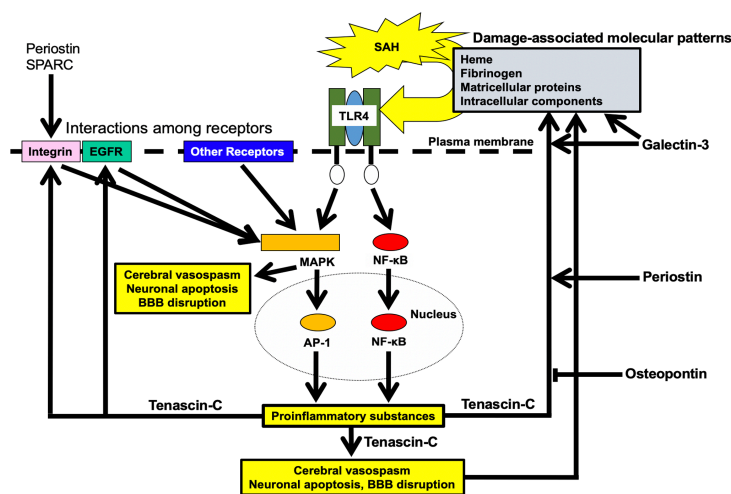 SAH
Damage-associated molecular patterns
Heme
Fibrinogen
Matricellular proteins
Intracellular components
Periostin
SPARC
TLR4
Interactions among receptors
Plasma membrane
Galectin-3
Integrin
EGFR
Other Receptors
MAPK
NF-κB
Cerebral vasospasm
Neuronal apoptosis
BBB disruption
Periostin
Nucleus
AP-1
NF-κB
Osteopontin
Tenascin-C
Proinflammatory substances
Tenascin-C
Tenascin-C
Cerebral vasospasm
Neuronal apoptosis, BBB disruption